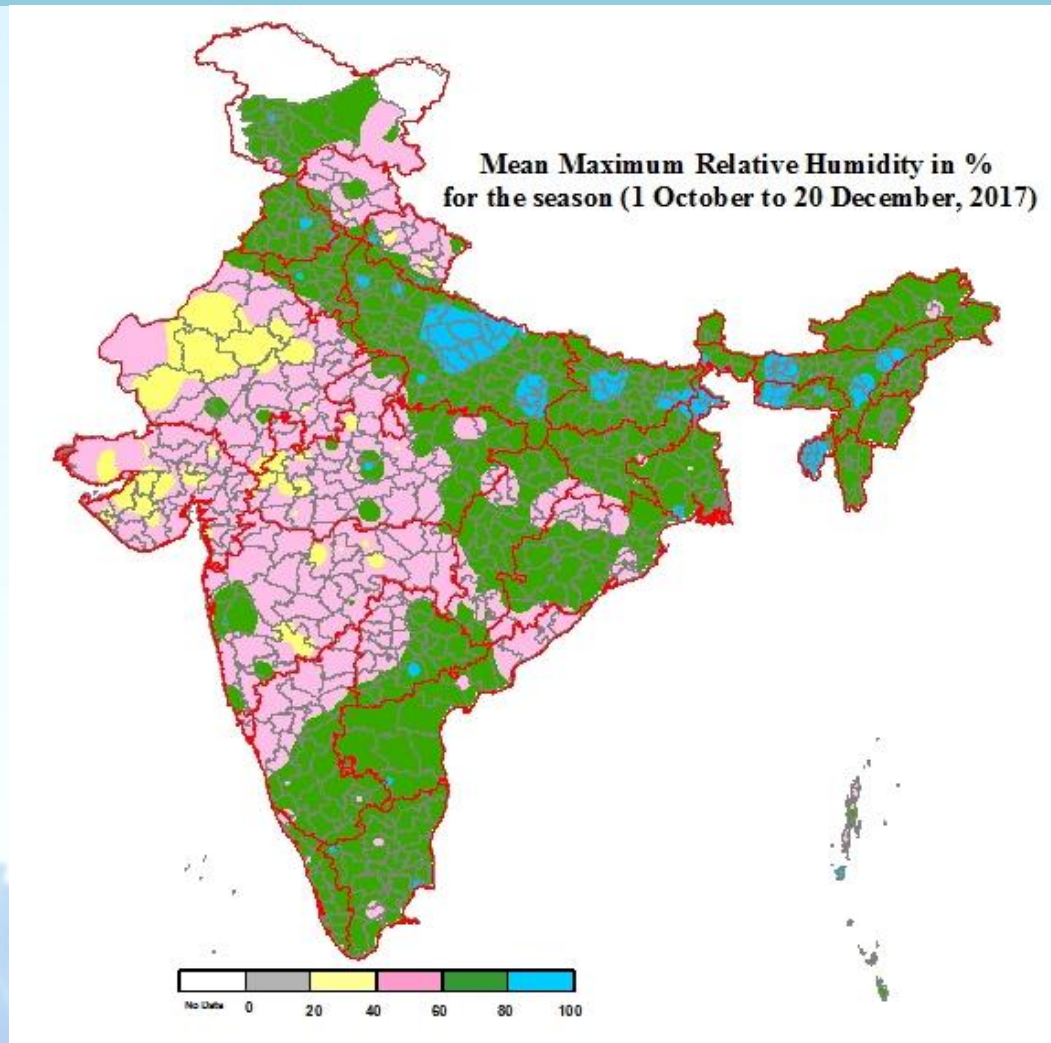 Mean Maximum Relative Humidity in %
for the season (1 October to 20 December, 2017)
No Data 0 20 40 60 80 100